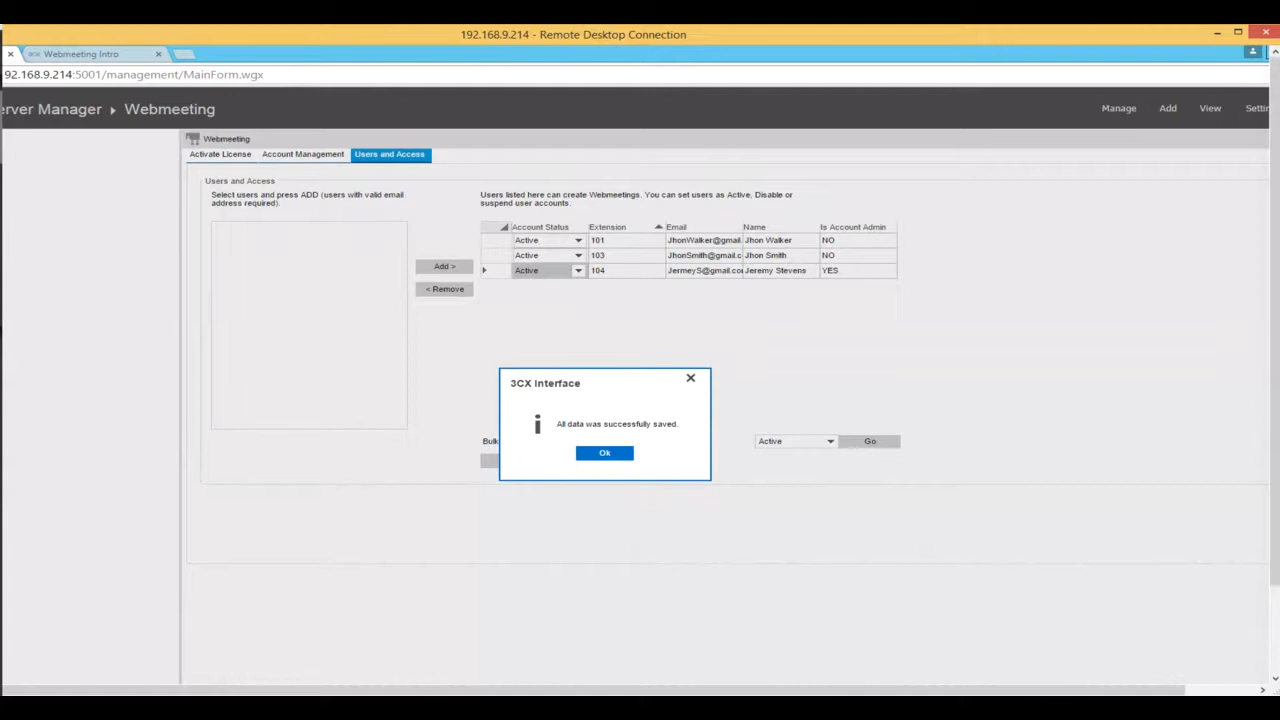 192.168.9.214 - Remote Desktop Connection
3CX Webmeeting Intro
92.168.9.214:5001/management/MainForm.wgx
erver Manager ▸ Webmeeting
Manage Add View Settin
Webmeeting
Activate License Account Management Users and Access
Users and Access
Select users and press ADD (users with valid email
address required).
Users listed here can create Webmeetings. You can set users as Active, Disable or
suspend user accounts.
Account Status Extension Email Name Is Account Admin
Active 101 JhonWalker@gmail. Jhon Walker NO
Active 103 JhonSmith@gmail.c Jhon Smith NO
Active 104 JermeyS@gmail.co Jeremy Stevens YES
Add >
< Remove
3CX Interface
All data was successfully saved.
Ok
Bulk
Active Go